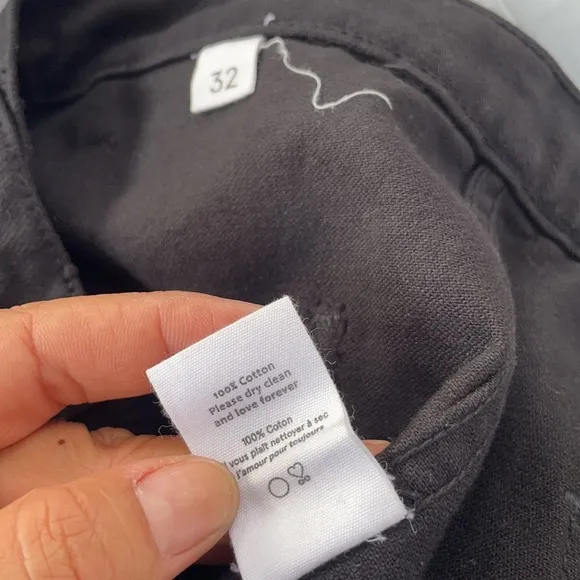 32
100% Cotton
Please dry clean
and love forever
100% Coton
vous plaît nettoyer à sec
l'amour pour toujours